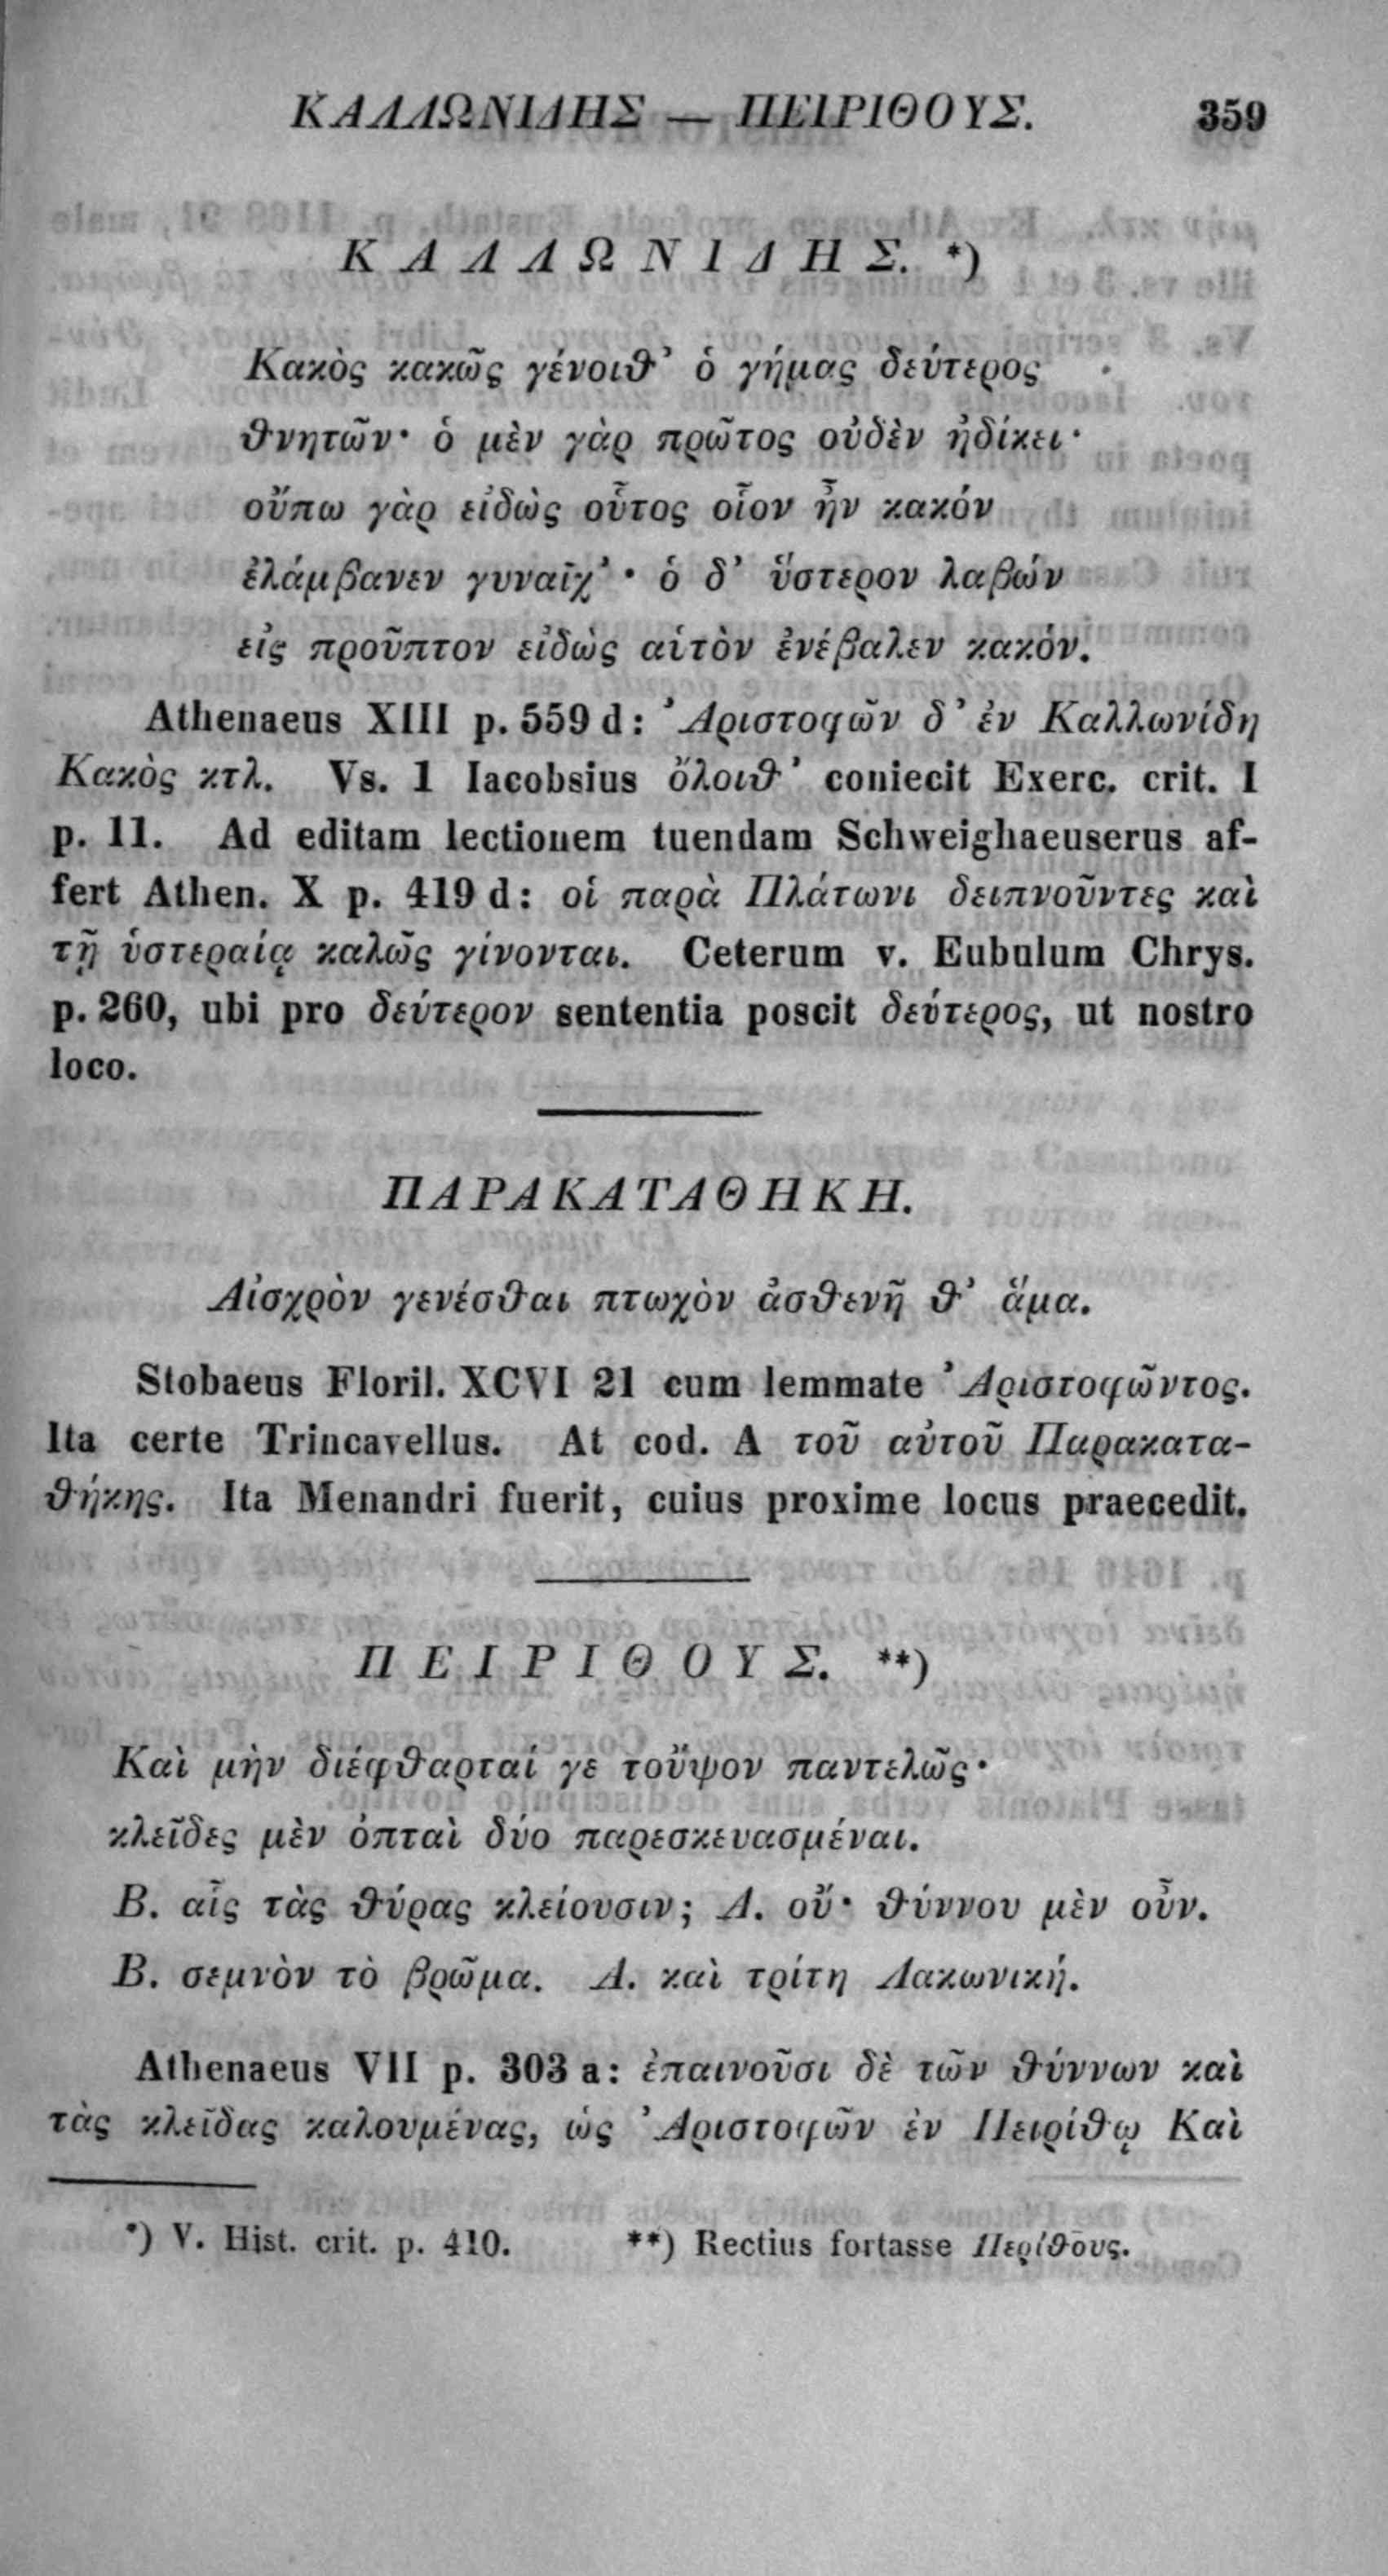 ΚΑΛΛΩΝΙΔΗΣ — ΠΕΙΡΙΘΟΥΣ. 359
ΚΑΛΛΩΝΙΔΗΣ. *)
Κακὸς κακῶς γένοιθ’ ὁ γήμας δεύτερος
θνητῶν· ὁ μὲν γὰρ πρῶτος οὐδὲν ἠδίκει·
οὔπω γὰρ εἰδὼς οὗτος οἷον ἦν κακόν
ἐλάμβανεν γυναῖχ’· ὁ δ’ ὕστερον λαβών
εἰς προῦπτον εἰδὼς αὑτὸν ἐνέβαλεν κακόν.
Athenaeus XIII p. 559 d: Ἀριστοφῶν δ’ ἐν Καλλωνίδῃ
Κακὸς κτλ. Vs. 1 Iacobsius ὄλοιθ’ coniecit Exerc. crit. I
p. 11. Ad editam lectionem tuendam Schweighaeuserus af-
fert Athen. X p. 419 d: οἱ παρὰ Πλάτωνι δειπνοῦντες καὶ
τῇ ὑστεραίᾳ καλῶς γίνονται. Ceterum v. Eubulum Chrys.
p. 260, ubi pro δεύτερον sententia poscit δεύτερος, ut nostro
loco.
ΠΑΡΑΚΑΤΑΘΗΚΗ.
Αἰσχρὸν γενέσθαι πτωχὸν ἀσθενῆ θ’ ἅμα.
Stobaeus Floril. XCVI 21 cum lemmate Ἀριστοφῶντος.
Ita certe Trincavellus. At cod. A τοῦ αὐτοῦ Παρακατα-
θήκης. Ita Menandri fuerit, cuius proxime locus praecedit.
ΠΕΙΡΙΘΟΥΣ. **)
Καὶ μὴν διέφθαρταί γε τοὔψον παντελῶς·
κλεῖδες μὲν ὀπταὶ δύο παρεσκευασμέναι.
Β. αἷς τὰς θύρας κλείουσιν; Α. οὔ· θύννου μὲν οὖν.
Β. σεμνὸν τὸ βρῶμα. Α. καὶ τρίτη Λακωνική.
Athenaeus VII p. 303 a: ἐπαινοῦσι δὲ τῶν θύννων καὶ
τὰς κλεῖδας καλουμένας, ὡς Ἀριστοφῶν ἐν Πειρίθῳ Καὶ
*) V. Hist. crit. p. 410. **) Rectius fortasse Περίθους.